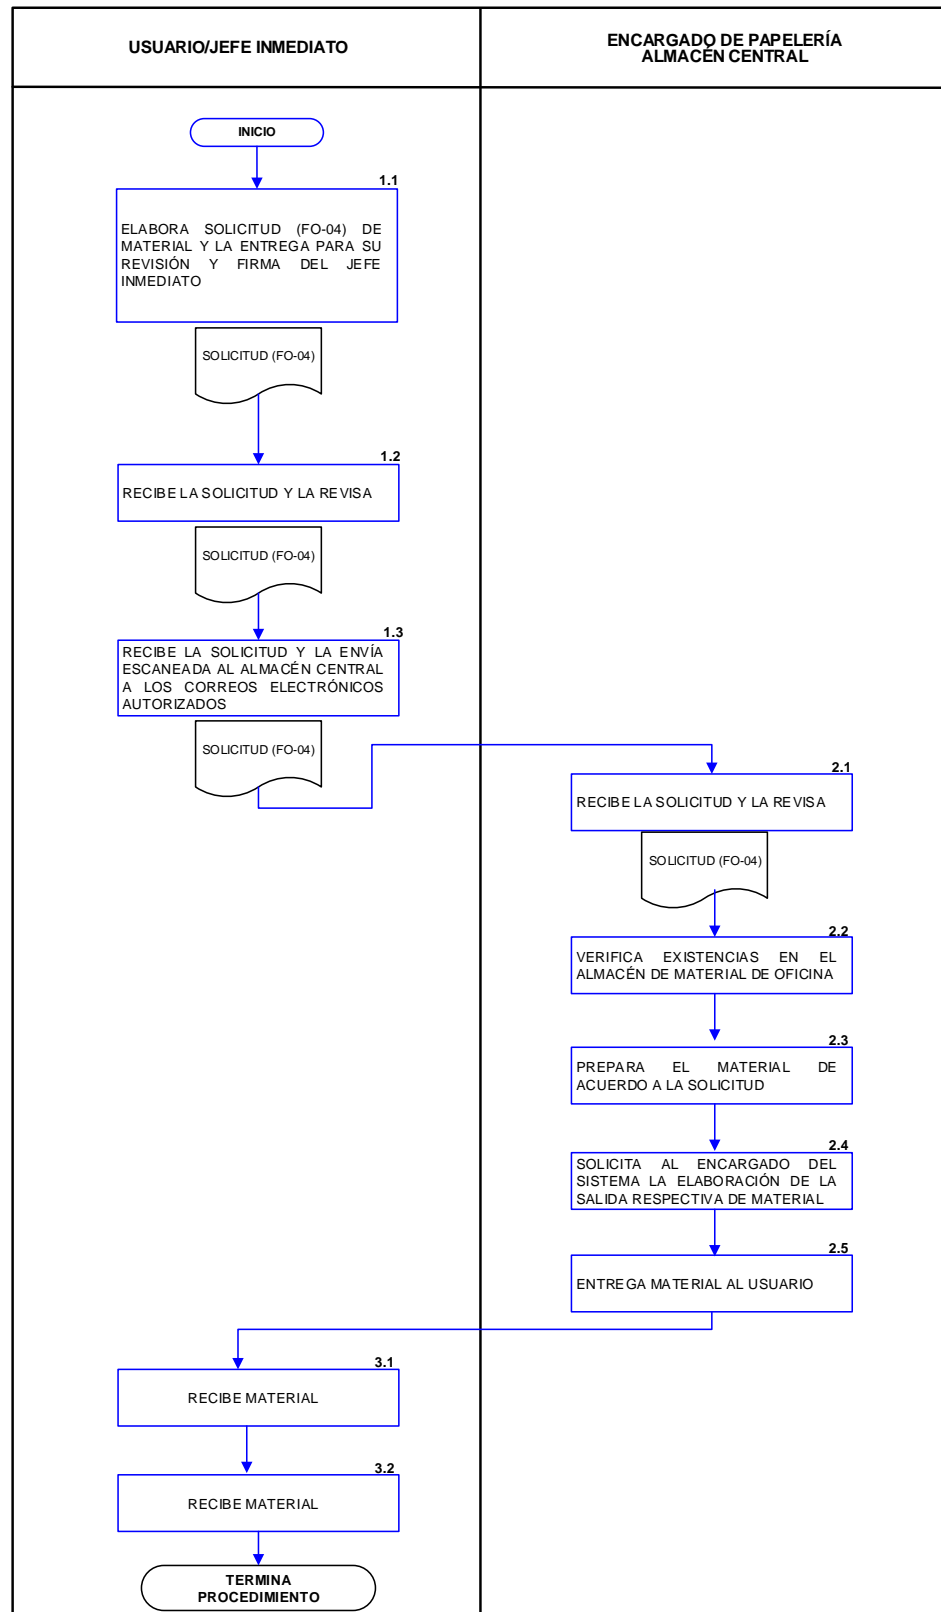 USUARIO/JEFE INMEDIATO
ENCARGADO DE PAPELERÍA
ALMACÉN CENTRAL
INICIO
1.1
ELABORA SOLICITUD (FO-04) DE
MATERIAL Y LA ENTREGA PARA SU
REVISIÓN Y FIRMA DEL JEFE
INMEDIATO
SOLICITUD (FO-04)
1.2
RECIBE LA SOLICITUD Y LA REVISA
SOLICITUD (FO-04)
1.3
RECIBE LA SOLICITUD Y LA ENVÍA
ESCANEADA AL ALMACÉN CENTRAL
A LOS CORREOS ELECTRÓNICOS
AUTORIZADOS
SOLICITUD (FO-04)
2.1
RECIBE LA SOLICITUD Y LA REVISA
SOLICITUD (FO-04)
2.2
VERIFICA EXISTENCIAS EN EL
ALMACÉN DE MATERIAL DE OFICINA
2.3
PREPARA EL MATERIAL DE
ACUERDO A LA SOLICITUD
2.4
SOLICITA AL ENCARGADO DEL
SISTEMA LA ELABORACIÓN DE LA
SALIDA RESPECTIVA DE MATERIAL
2.5
ENTREGA MATERIAL AL USUARIO
3.1
RECIBE MATERIAL
3.2
RECIBE MATERIAL
TERMINA
PROCEDIMIENTO